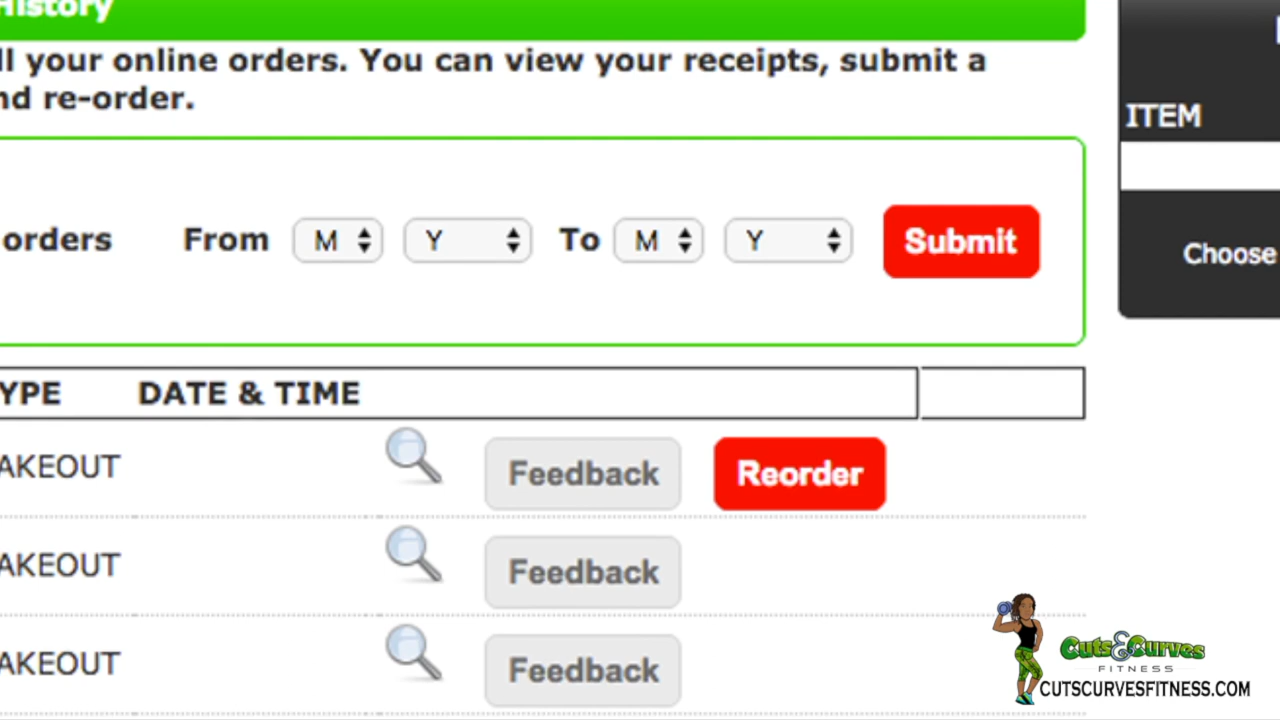 History
ll your online orders. You can view your receipts, submit a
nd re-order.
orders From M Y To M Y Submit
ITEM
Choose
YPE DATE & TIME
AKEOUT Feedback Reorder
AKEOUT Feedback
AKEOUT Feedback
Cuts&Curves
FITNESS
CUTSCURVESFITNESS.COM